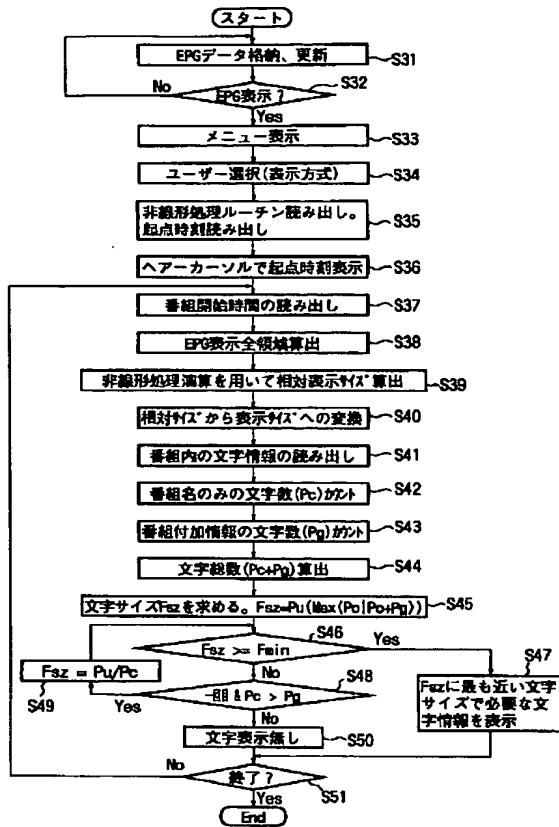 スタート
EPGデータ格納、更新
S31
No
EPG表示?
S32
Yes
メニュー表示
S33
ユーザー選択(表示方式)
S34
非線形処理ルーチン読み出し。
起点時刻読み出し
S35
ヘアーカーソルで起点時刻表示
S36
番組開始時間の読み出し
S37
EPG表示全領域算出
S38
非線形処理演算を用いて相対表示サイズ算出
S39
相対サイズから表示サイズへの変換
S40
番組内の文字情報の読み出し
S41
番組名のみの文字数(Pc)カウント
S42
番組付加情報の文字数(Pg)カウント
S43
文字総数(Pc+Pg)算出
S44
文字サイズFszを求める。Fsz=Pu(Max(Pc|Pc+Pg))
S45
S46
Fsz >= Fmin
Yes
No
S47
Fszに最も近い文字
サイズで必要な文
字情報を表示
Fsz = Pu/Pc
S49
Yes
& Pc > Pg
S48
No
文字表示無し
S50
No
終了?
S51
Yes
End